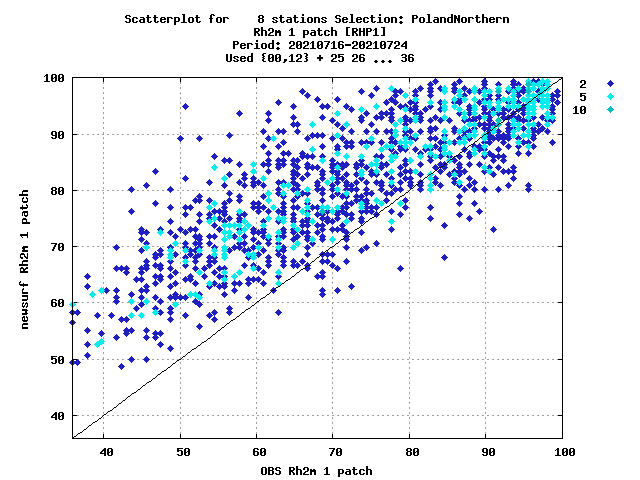 Scatterplot for    8 stations Selection: PolandNorthern
Rh2m 1 patch [RHP1]
Period: 20210716-20210724
Used {00,12} + 25 26 ... 36
newsurf Rh2m 1 patch
100
90
80
70
60
50
40
40 50 60 70 80 90 100
OBS Rh2m 1 patch
2
5
10